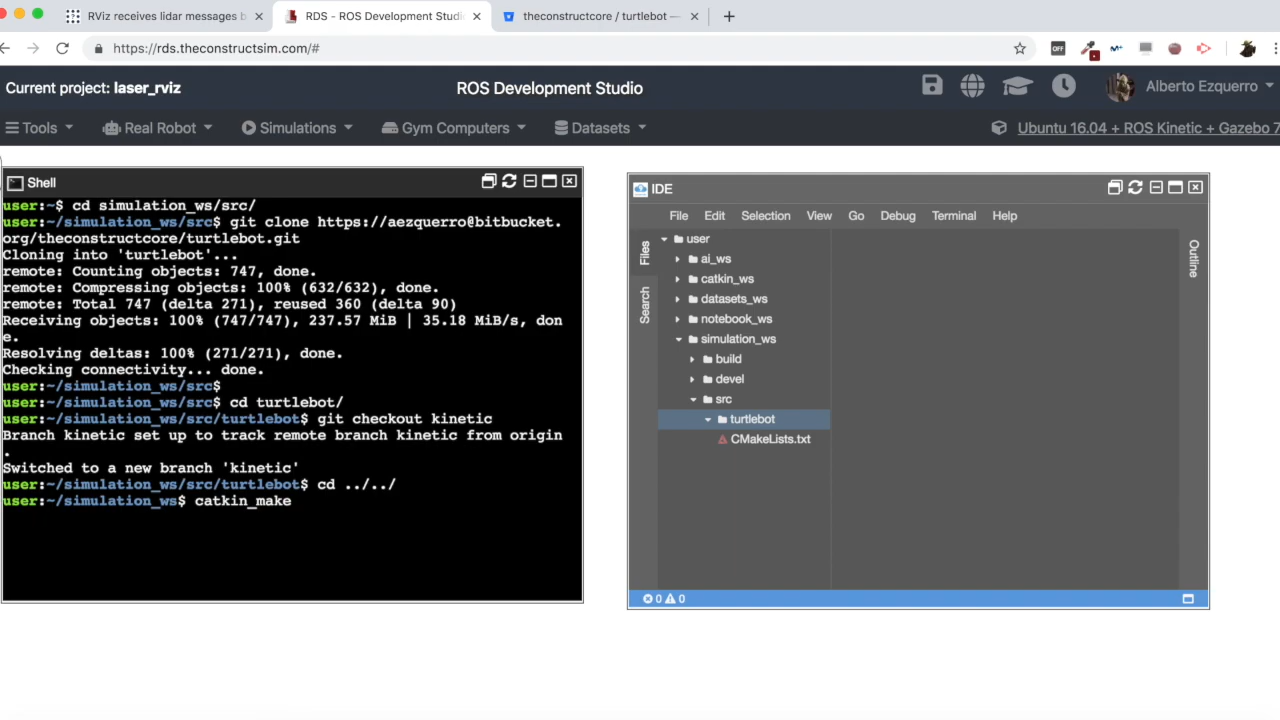 RViz receives lidar messages b
RDS - ROS Development Studi
theconstructcore / turtlebot —
https://rds.theconstructsim.com/#
OFF
Current project: laser_rviz
ROS Development Studio
Alberto Ezquerro
Tools
Real Robot
Simulations
Gym Computers
Datasets
Ubuntu 16.04 + ROS Kinetic + Gazebo 7
Shell
user:~$ cd simulation_ws/src/
user:~/simulation_ws/src$ git clone https://aezquerro@bitbucket.
org/theconstructcore/turtlebot.git
Cloning into 'turtlebot'...
remote: Counting objects: 747, done.
remote: Compressing objects: 100% (632/632), done.
remote: Total 747 (delta 271), reused 360 (delta 90)
Receiving objects: 100% (747/747), 237.57 MiB | 35.18 MiB/s, don
e.
Resolving deltas: 100% (271/271), done.
Checking connectivity... done.
user:~/simulation_ws/src$
user:~/simulation_ws/src$ cd turtlebot/
user:~/simulation_ws/src/turtlebot$ git checkout kinetic
Branch kinetic set up to track remote branch kinetic from origin
.
Switched to a new branch 'kinetic'
user:~/simulation_ws/src/turtlebot$ cd ../../
user:~/simulation_ws$ catkin_make
IDE
File Edit Selection View Go Debug Terminal Help
Files
Search
user
ai_ws
catkin_ws
datasets_ws
notebook_ws
simulation_ws
build
devel
src
turtlebot
CMakeLists.txt
Outline
0 0